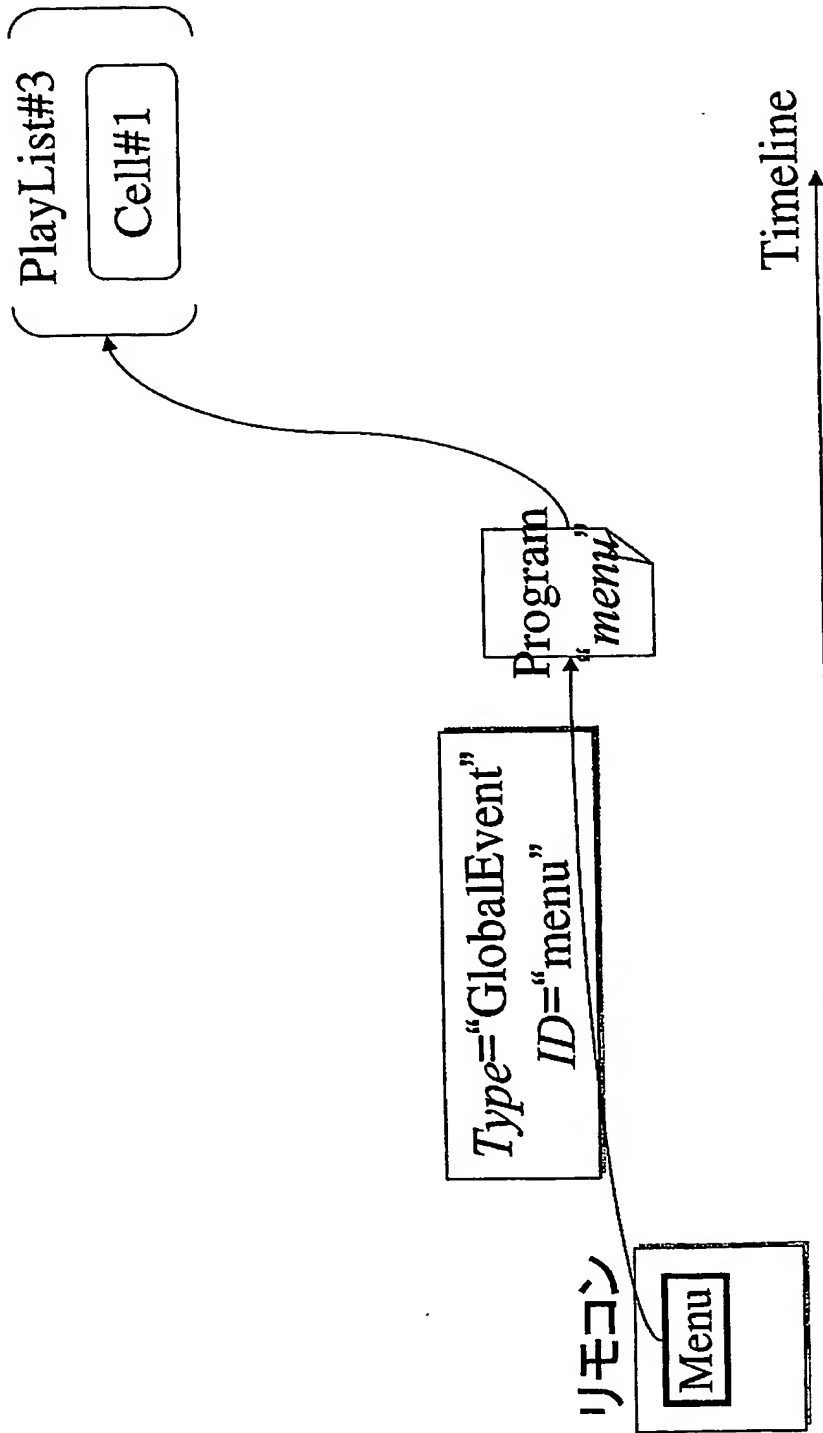 リモコン
Menu
Type=“GlobalEvent”
ID=“menu”
Program
“menu”
PlayList#3
Cell#1
Timeline